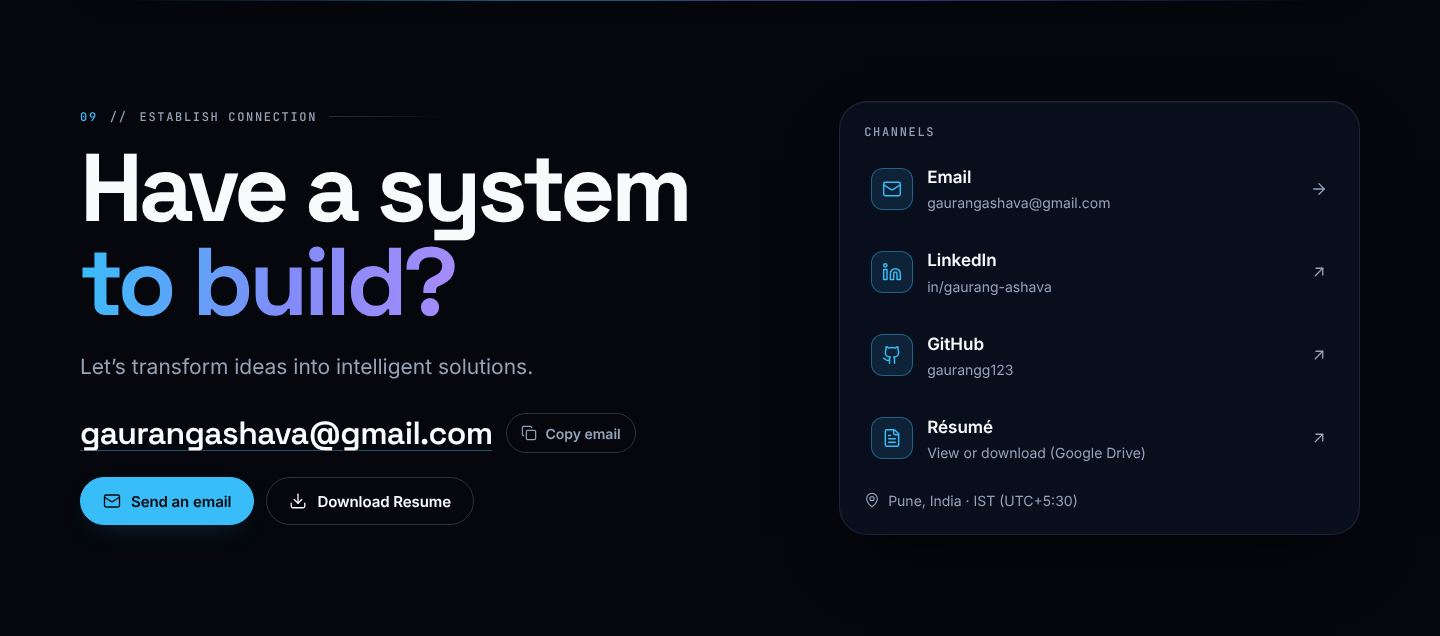 09 // ESTABLISH CONNECTION
Have a system
to build?
Let’s transform ideas into intelligent solutions.
gaurangashava@gmail.com
Copy email
Send an email
Download Resume
CHANNELS
Email
gaurangashava@gmail.com
LinkedIn
in/gaurang-ashava
GitHub
gaurangg123
Résumé
View or download (Google Drive)
Pune, India · IST (UTC+5:30)